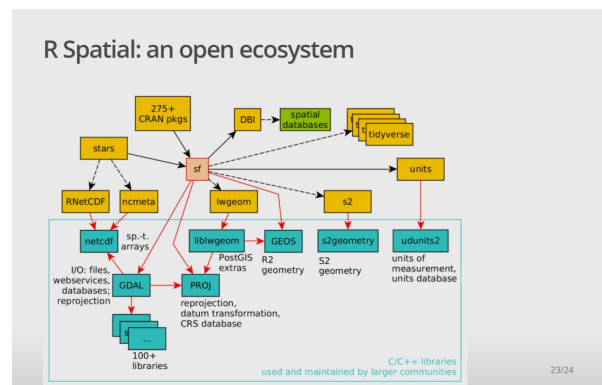 R Spatial: an open ecosystem
275+
CRAN pkgs
DBI
spatial
databases
tidyverse
stars
sf
units
RNetCDF
ncmeta
lwgeom
s2
netcdf
sp.-t.
arrays
liblwgeom
GEOS
s2geometry
udunits2
I/O: files,
webservices,
databases;
reprojection
PostGIS
extras
R2
geometry
S2
geometry
units of
measurement,
units database
GDAL
PROJ
reprojection,
datum transformation,
CRS database
...
100+
libraries
C/C++ libraries
used and maintained by larger communities
23/24